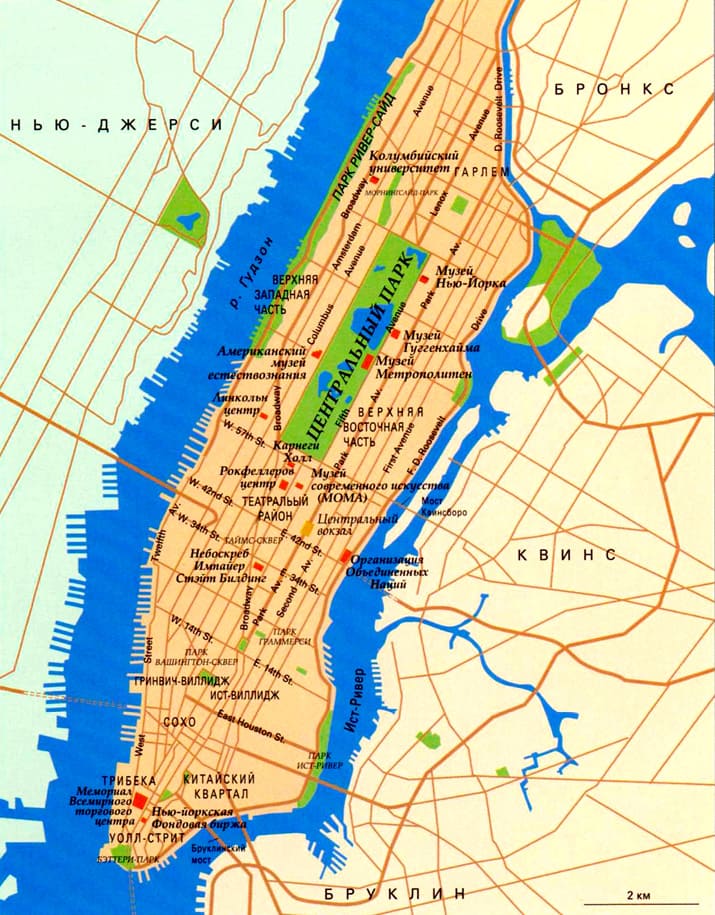 БРОНКС
НЬЮ-ДЖЕРСИ
D. Roosevelt Drive
Avenue
Avenue
ПАРК РИВЕР-САЙД
Колумбийский
университет
ГАРЛЕМ
МОРНИНГСАЙД-ПАРК
Broadway
Lenox
Amsterdam
Avenue
Av.
р. Гудзон
ВЕРХНЯЯ
ЗАПАДНАЯ
ЧАСТЬ
ЦЕНТРАЛЬНЫЙ ПАРК
Музей
Нью-Йорка
Park
Avenue
Drive
Columbus
Музей
Гуггенхайма
Американский
музей
естествознания
Музей
Метрополитен
Линкольн
центр
Broadway
Fifth
Av.
ВЕРХНЯЯ
ВОСТОЧНАЯ
ЧАСТЬ
W. 57th St.
Карнеги
Холл
Park
First Avenue
F. D. Roosevelt
Рокфеллеров
центр
Музей
современного искусства
(МОМА)
W. 42nd St.
ТЕАТРАЛЬЫЙ
РАЙОН
Мост
Квинсборо
Av.
W. 34th St.
Twelfth
ТАЙМС-СКВЕР
Центральный
вокзал
E. 42nd St.
КВИНС
Небоскреб
Импайер
Стэйт Билдинг
Организация
Объединенных
Наций
E. 34th St.
Av.
Av.
Second
Park
Broadway
W. 14th St.
ПАРК
ГРАММЕРСИ
Street
ПАРК
ВАШИНГТОН-СКВЕР
E. 14th St.
ГРИНВИЧ-ВИЛЛИДЖ
ИСТ-ВИЛЛИДЖ
Ист-Ривер
СОХО
East Houston St.
West
ПАРК
ИСТ-РИВЕР
ТРИБЕКА
КИТАЙСКИЙ
КВАРТАЛ
Мемориал
Всемирного
торгового
центра
Нью-йоркская
Фондовая биржа
УОЛЛ-СТРИТ
Бруклинский
мост
БЭТТЕРИ-ПАРК
БРУКЛИН
2 км